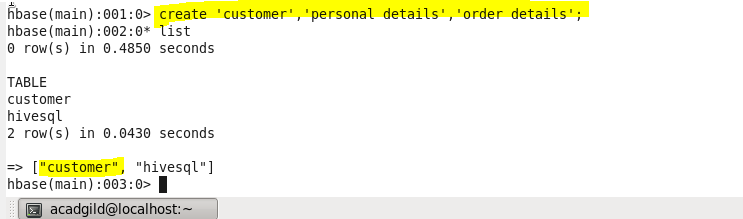 hbase(main):001:0> create 'customer','personal details','order details';
hbase(main):002:0* list
0 row(s) in 0.4850 seconds
TABLE
customer
hivesql
2 row(s) in 0.0430 seconds
=> ["customer", "hivesql"]
hbase(main):003:0>
acadgild@localhost:~